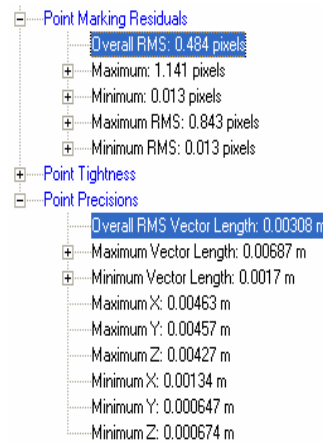 Point Marking Residuals
Overall RMS: 0.484 pixels
Maximum: 1.141 pixels
Minimum: 0.013 pixels
Maximum RMS: 0.843 pixels
Minimum RMS: 0.013 pixels
Point Tightness
Point Precisions
Overall RMS Vector Length: 0.00308 m
Maximum Vector Length: 0.00687 m
Minimum Vector Length: 0.0017 m
Maximum X: 0.00463 m
Maximum Y: 0.00457 m
Maximum Z: 0.00427 m
Minimum X: 0.00134 m
Minimum Y: 0.000647 m
Minimum Z: 0.000674 m